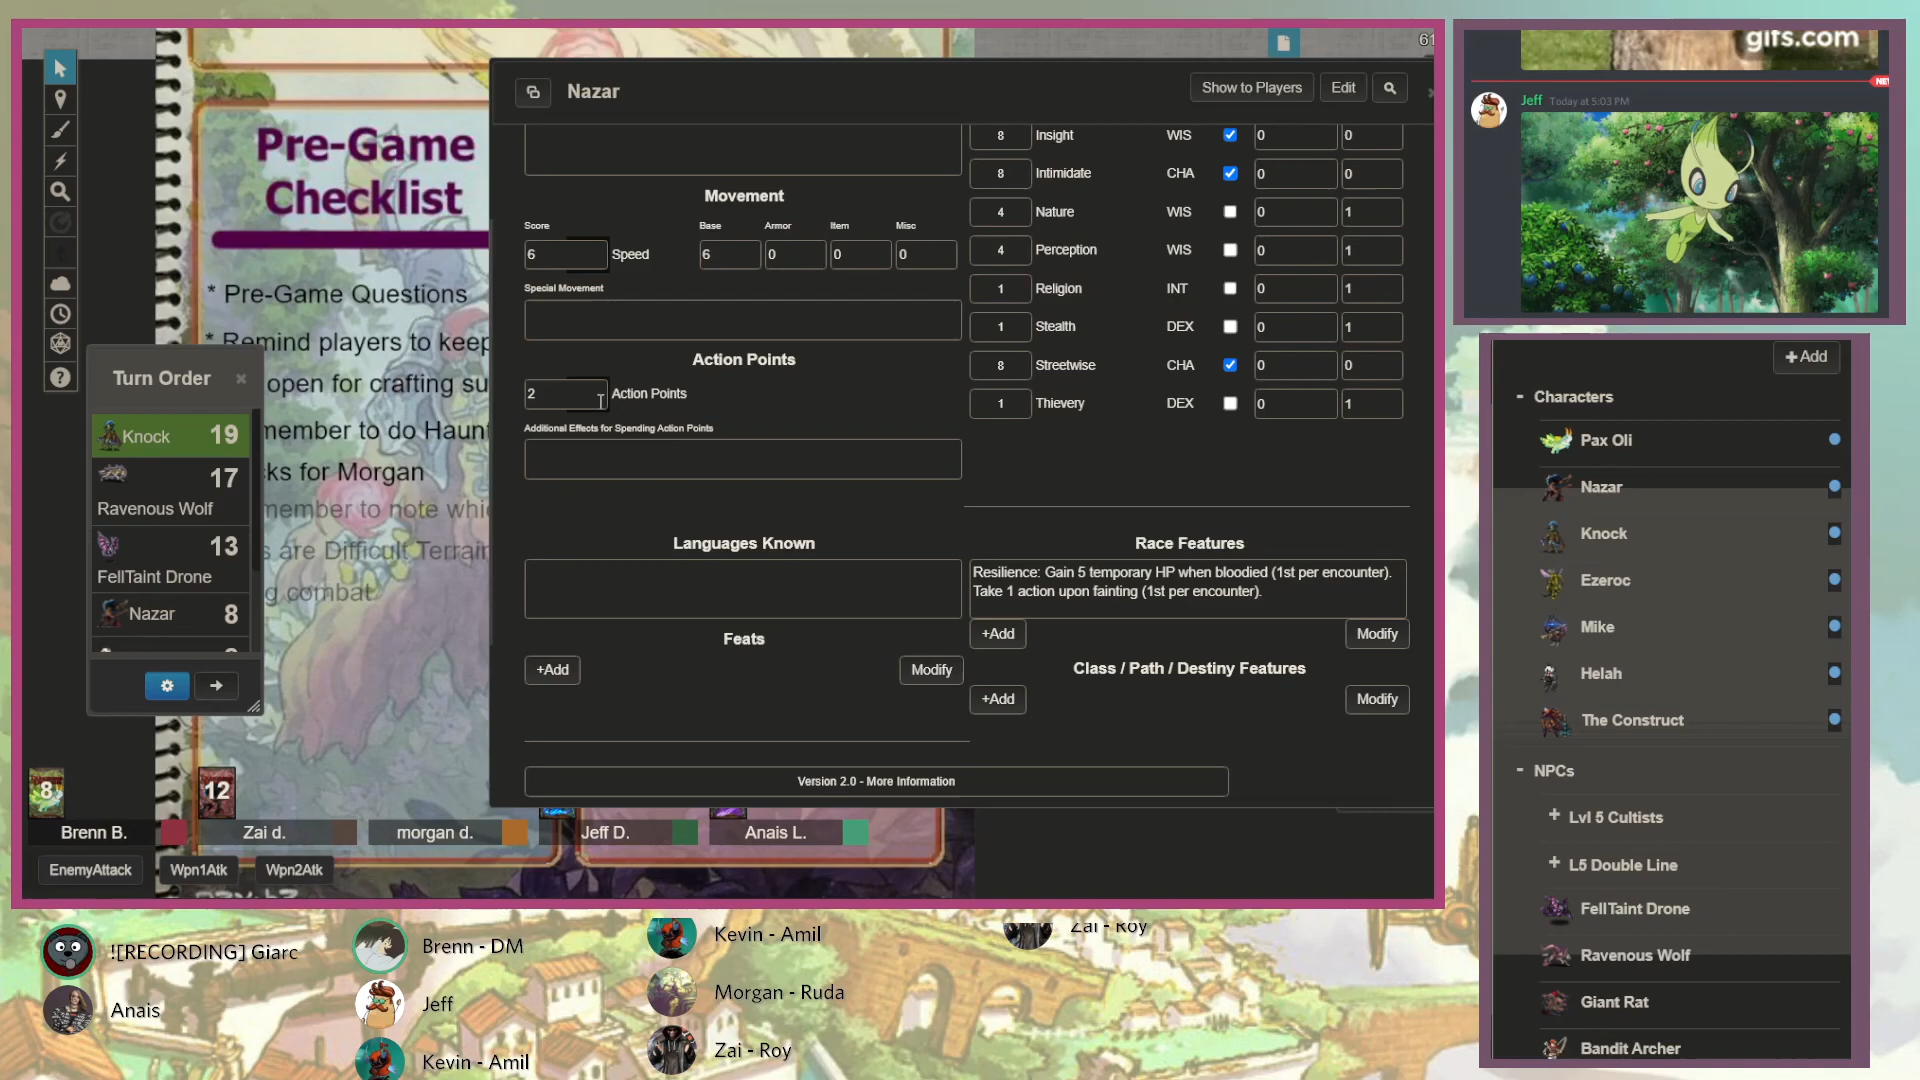 Pre-Game
Checklist
* Pre-Game Questions
* Remind players to keep
open for crafting su
member to do Haunt
ks for Morgan
member to note whic
s are Difficult Terrain
g combat
Turn Order
Knock 19
17
Ravenous Wolf
13
FellTaint Drone
Nazar 8
8
12
Brenn B.
Zai d.
morgan d.
Jeff D.
Anais L.
EnemyAttack
Wpn1Atk
Wpn2Atk
61
Nazar
Show to Players
Edit
Movement
Score
Base
Armor
Item
Misc
6 Speed 6 0 0 0
Special Movement
Action Points
2 Action Points
Additional Effects for Spending Action Points
Languages Known
Feats
+Add
Modify
8 Insight WIS 0 0
8 Intimidate CHA 0 0
4 Nature WIS 0 1
4 Perception WIS 0 1
1 Religion INT 0 1
1 Stealth DEX 0 1
8 Streetwise CHA 0 0
1 Thievery DEX 0 1
Race Features
Resilience: Gain 5 temporary HP when bloodied (1st per encounter).
Take 1 action upon fainting (1st per encounter).
+Add
Modify
Class / Path / Destiny Features
+Add
Modify
Version 2.0 - More Information
gifs.com
Jeff Today at 5:03 PM
+Add
- Characters
Pax Oli
Nazar
Knock
Ezeroc
Mike
Helah
The Construct
- NPCs
+ Lvl 5 Cultists
+ L5 Double Line
FellTaint Drone
Ravenous Wolf
Giant Rat
Bandit Archer
![RECORDING] Giarc
Anais
Brenn - DM
Jeff
Kevin - Amil
Kevin - Amil
Morgan - Ruda
Zai - Roy
Zai - Roy